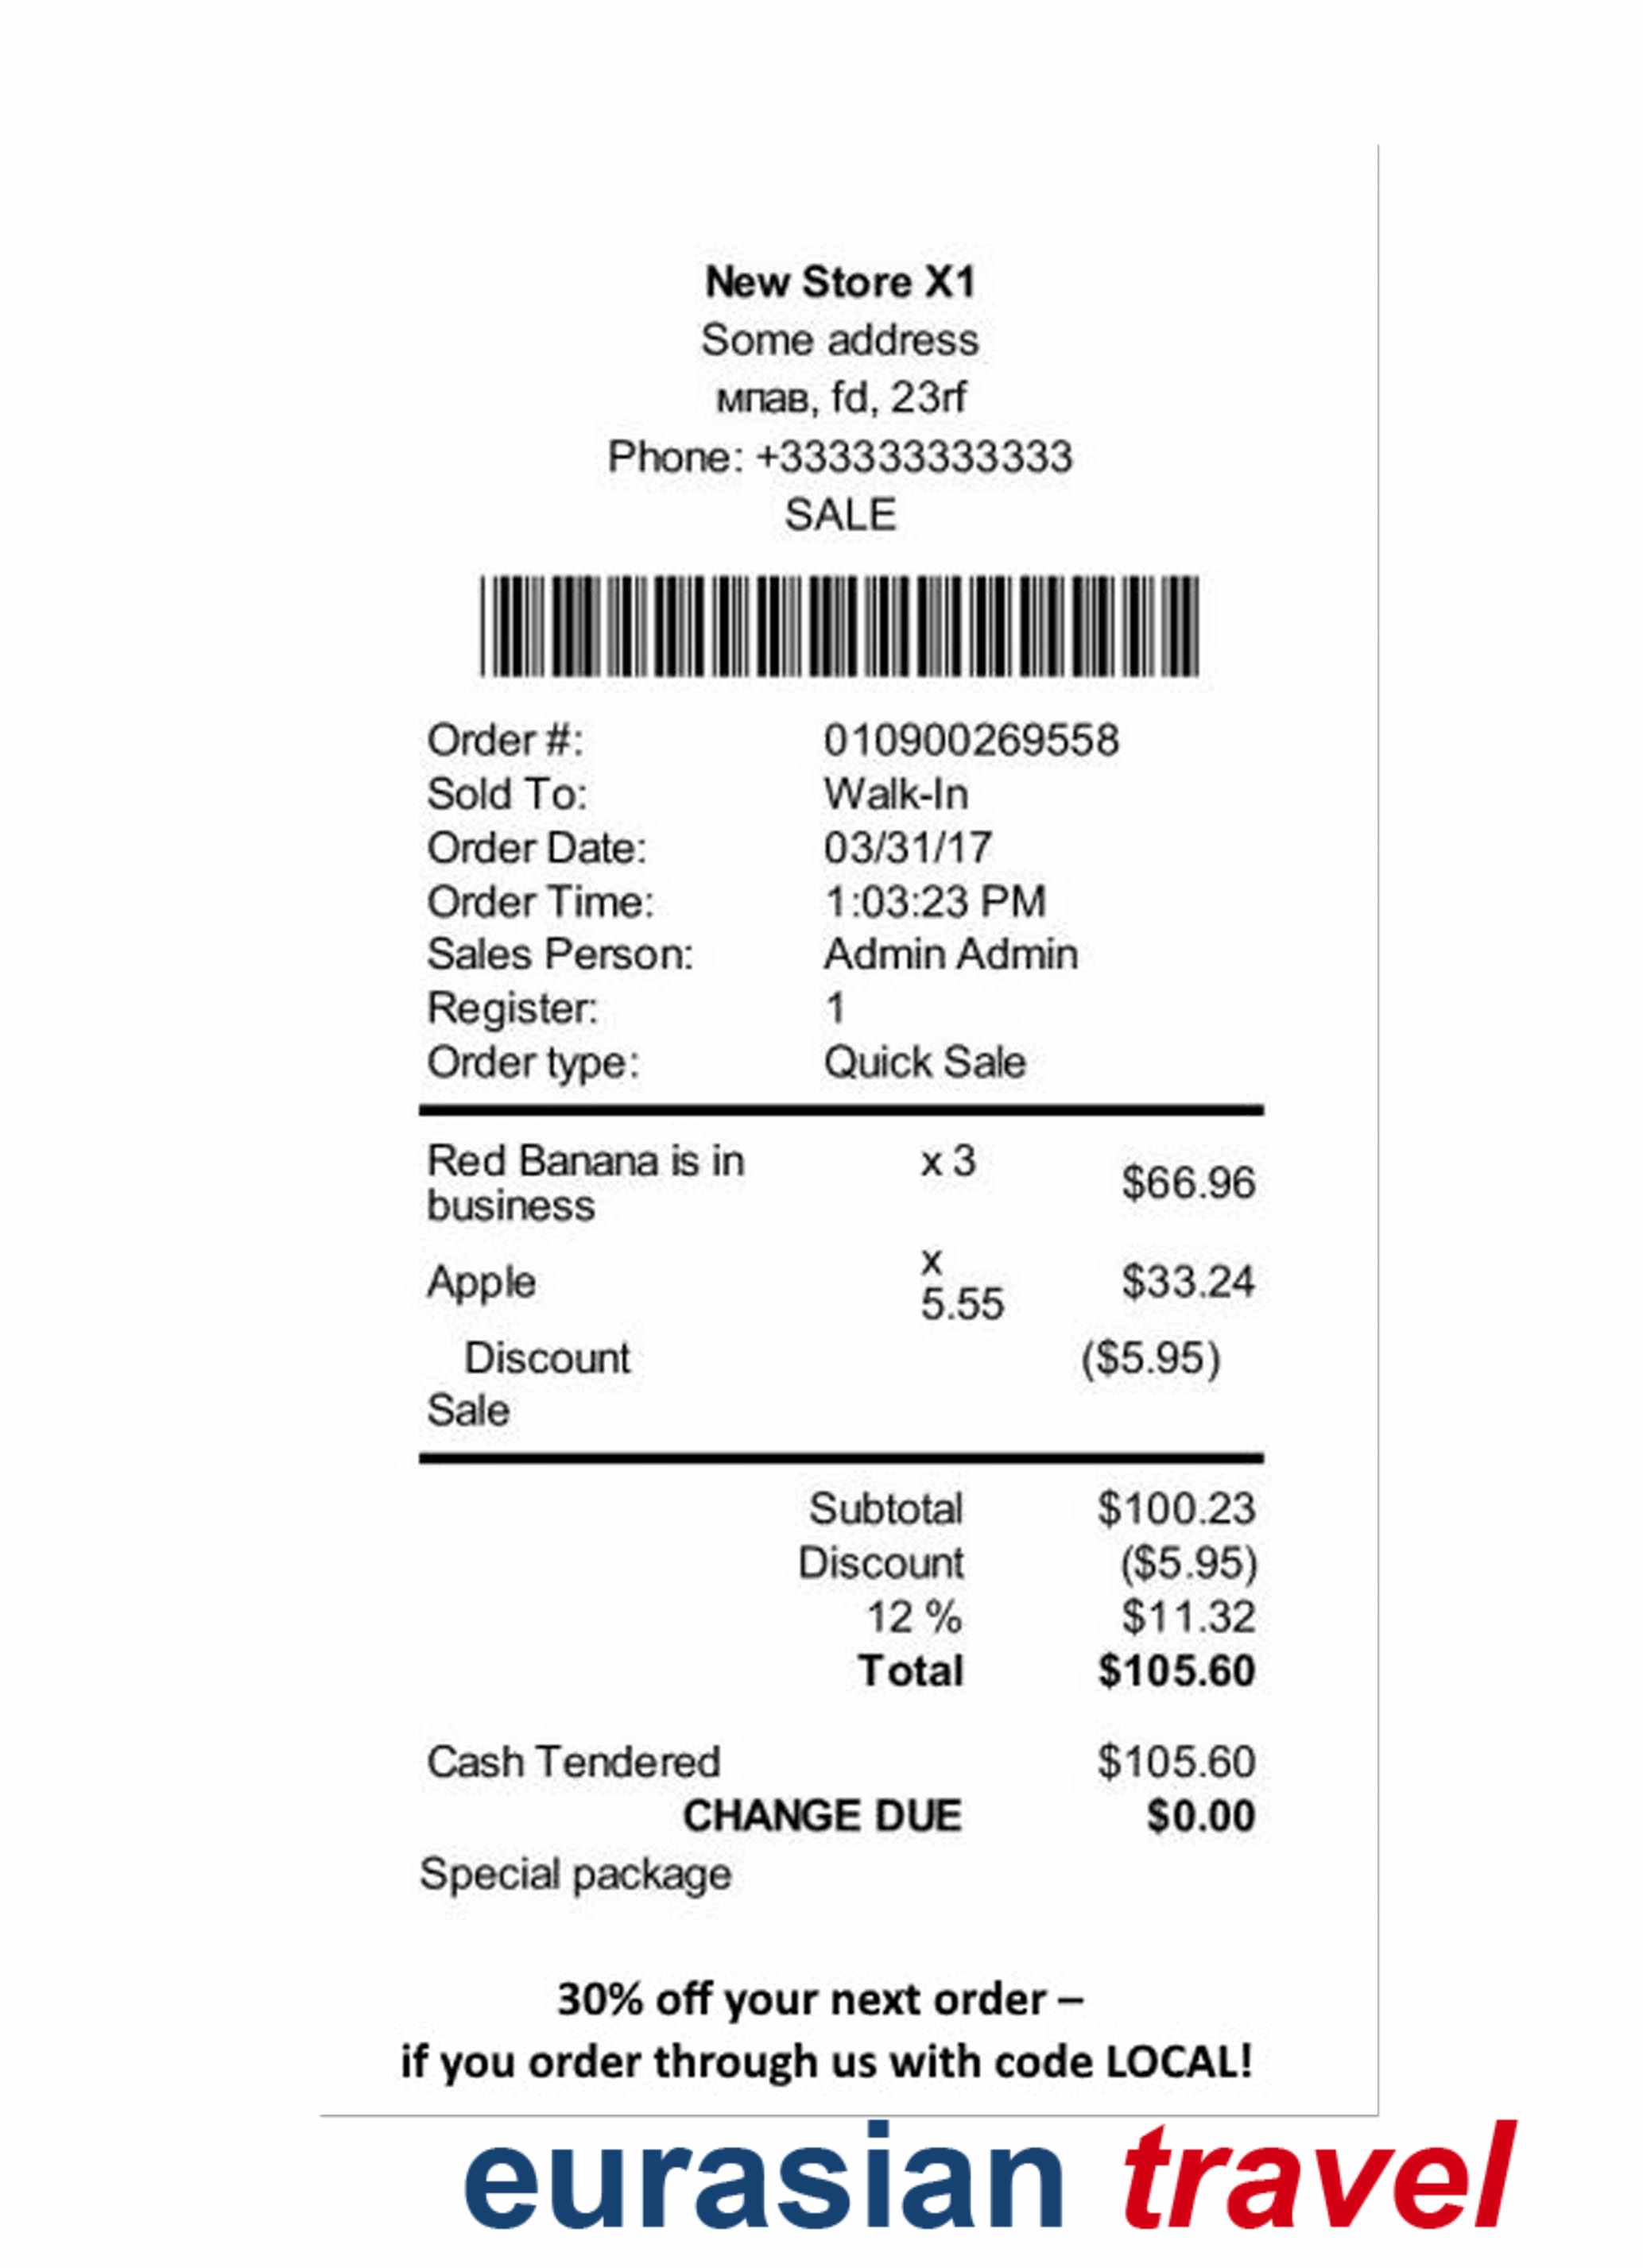 New Store X1
Some address
мпав, fd, 23rf
Phone: +333333333333
SALE
Order #: 010900269558
Sold To: Walk-In
Order Date: 03/31/17
Order Time: 1:03:23 PM
Sales Person: Admin Admin
Register: 1
Order type: Quick Sale
Red Banana is in x 3 $66.96
business
Apple x 5.55 $33.24
Discount ($5.95)
Sale
Subtotal $100.23
Discount ($5.95)
12 % $11.32
Total $105.60
Cash Tendered $105.60
CHANGE DUE $0.00
Special package
30% off your next order –
if you order through us with code LOCAL!
eurasian travel